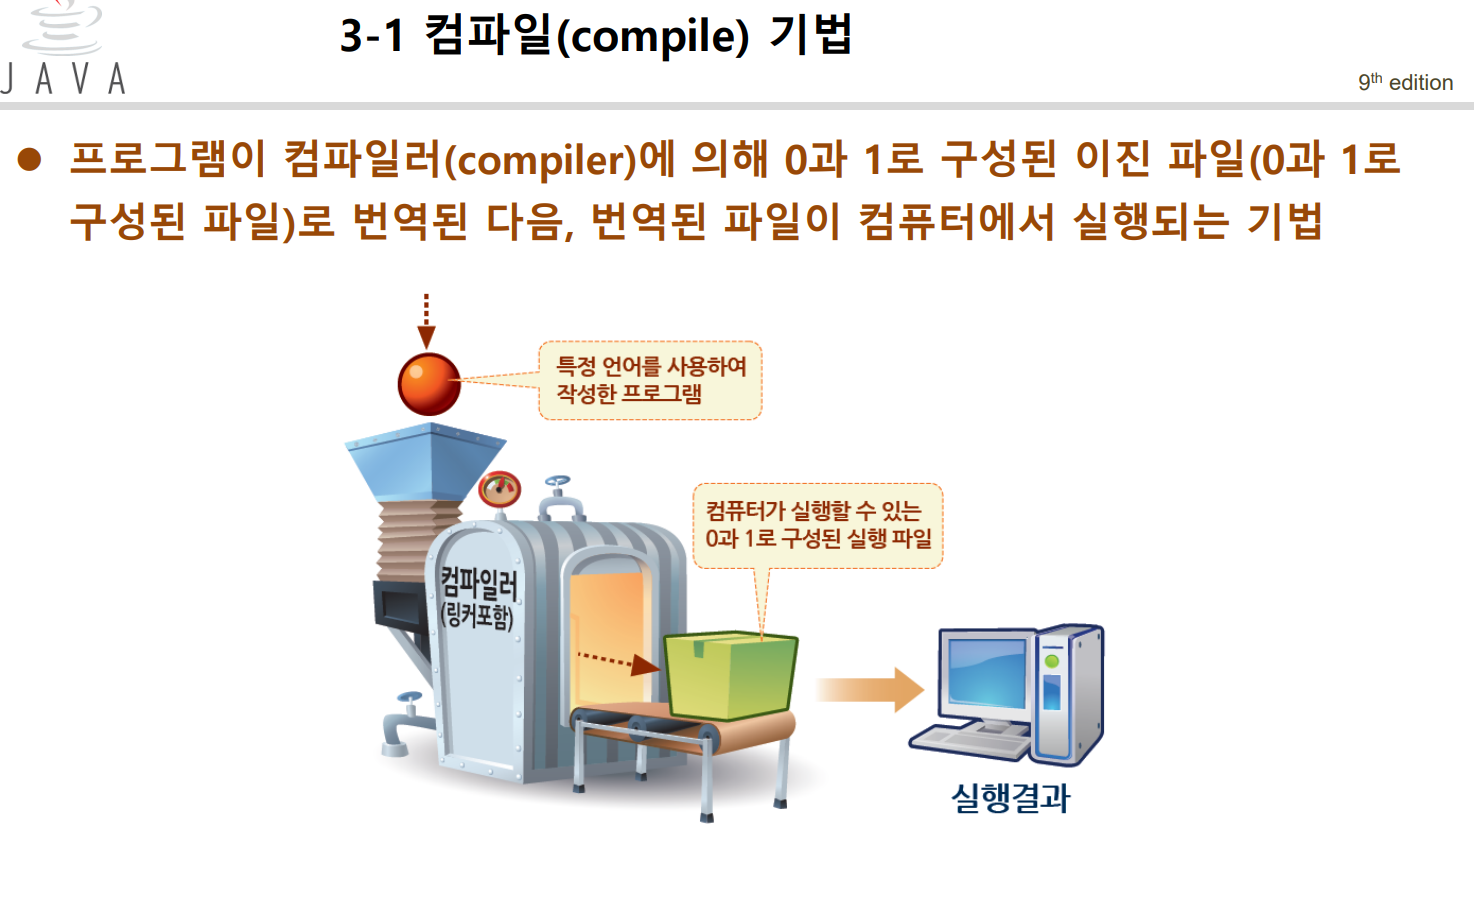 3-1 컴파일(compile) 기법
JAVA
9th edition
● 프로그램이 컴파일러(compiler)에 의해 0과 1로 구성된 이진 파일(0과 1로
구성된 파일)로 번역된 다음, 번역된 파일이 컴퓨터에서 실행되는 기법
특정 언어를 사용하여
작성한 프로그램
컴퓨터가 실행할 수 있는
0과 1로 구성된 실행 파일
컴파일러
(링커포함)
실행결과